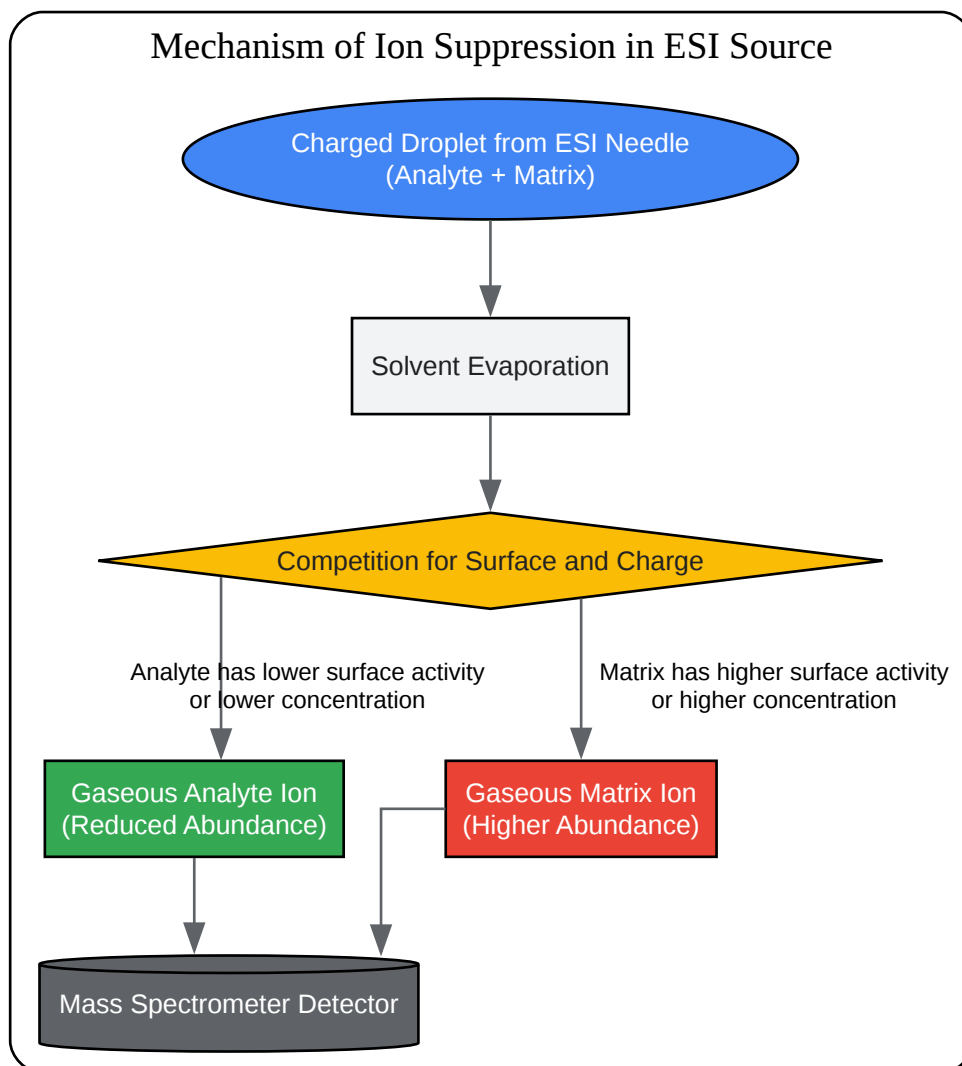 Mechanism of Ion Suppression in ESI Source
Charged Droplet from ESI Needle
(Analyte + Matrix)
Solvent Evaporation
Competition for Surface and Charge
Analyte has lower surface activity
or lower concentration
Matrix has higher surface activity
or higher concentration
Gaseous Analyte Ion
(Reduced Abundance)
Gaseous Matrix Ion
(Higher Abundance)
Mass Spectrometer Detector